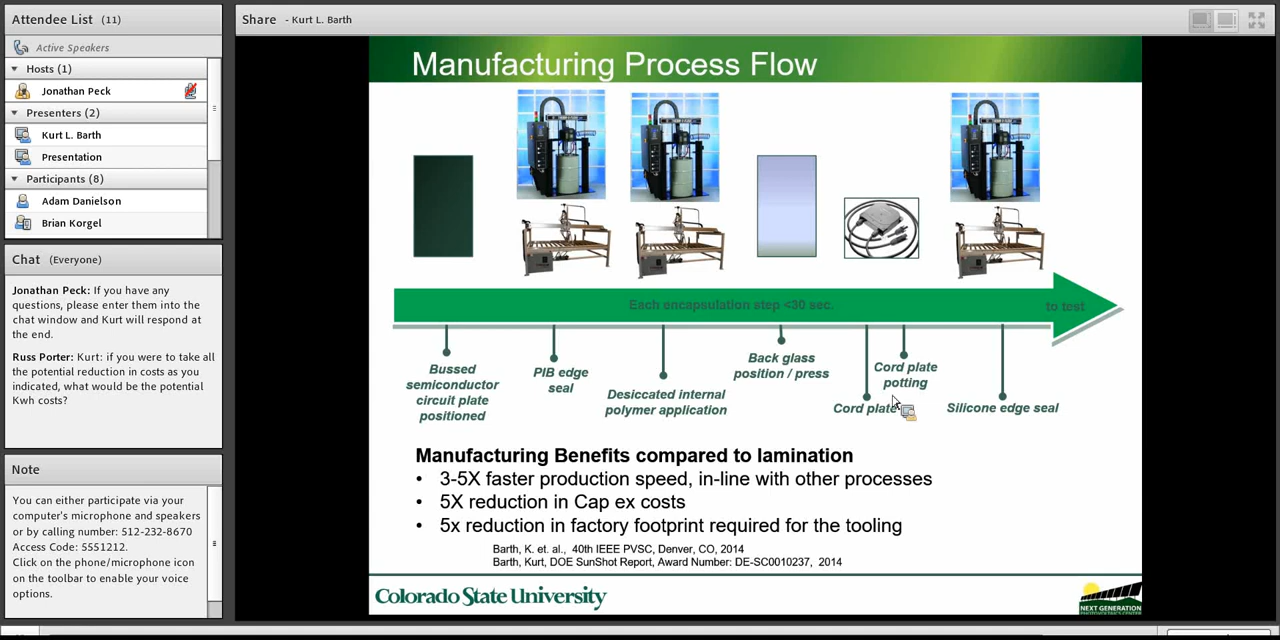 Attendee List (11)
Active Speakers
Hosts (1)
Jonathan Peck
Presenters (2)
Kurt L. Barth
Presentation
Participants (8)
Adam Danielson
Brian Korgel
Chat (Everyone)
Jonathan Peck: If you have any
questions, please enter them into the
chat window and Kurt will respond at
the end.
Russ Porter: Kurt: if you were to take all
the potential reduction in costs as you
indicated, what would be the potential
Kwh costs?
Note
You can either participate via your
computer's microphone and speakers
or by calling number: 512-232-8670
Access Code: 5551212.
Click on the phone/microphone icon
on the toolbar to enable your voice
options.
Share - Kurt L. Barth
Manufacturing Process Flow
Each encapsulation step <30 sec.
to test
Bussed
semiconductor
circuit plate
positioned
PIB edge
seal
Desiccated internal
polymer application
Back glass
position / press
Cord plate
Cord plate
potting
Silicone edge seal
Manufacturing Benefits compared to lamination
• 3-5X faster production speed, in-line with other processes
• 5X reduction in Cap ex costs
• 5x reduction in factory footprint required for the tooling
Barth, K. et. al., 40th IEEE PVSC, Denver, CO, 2014
Barth, Kurt, DOE SunShot Report, Award Number: DE-SC0010237, 2014
Colorado State University
NEXT GENERATION
PHOTOVOLTAICS CENTER